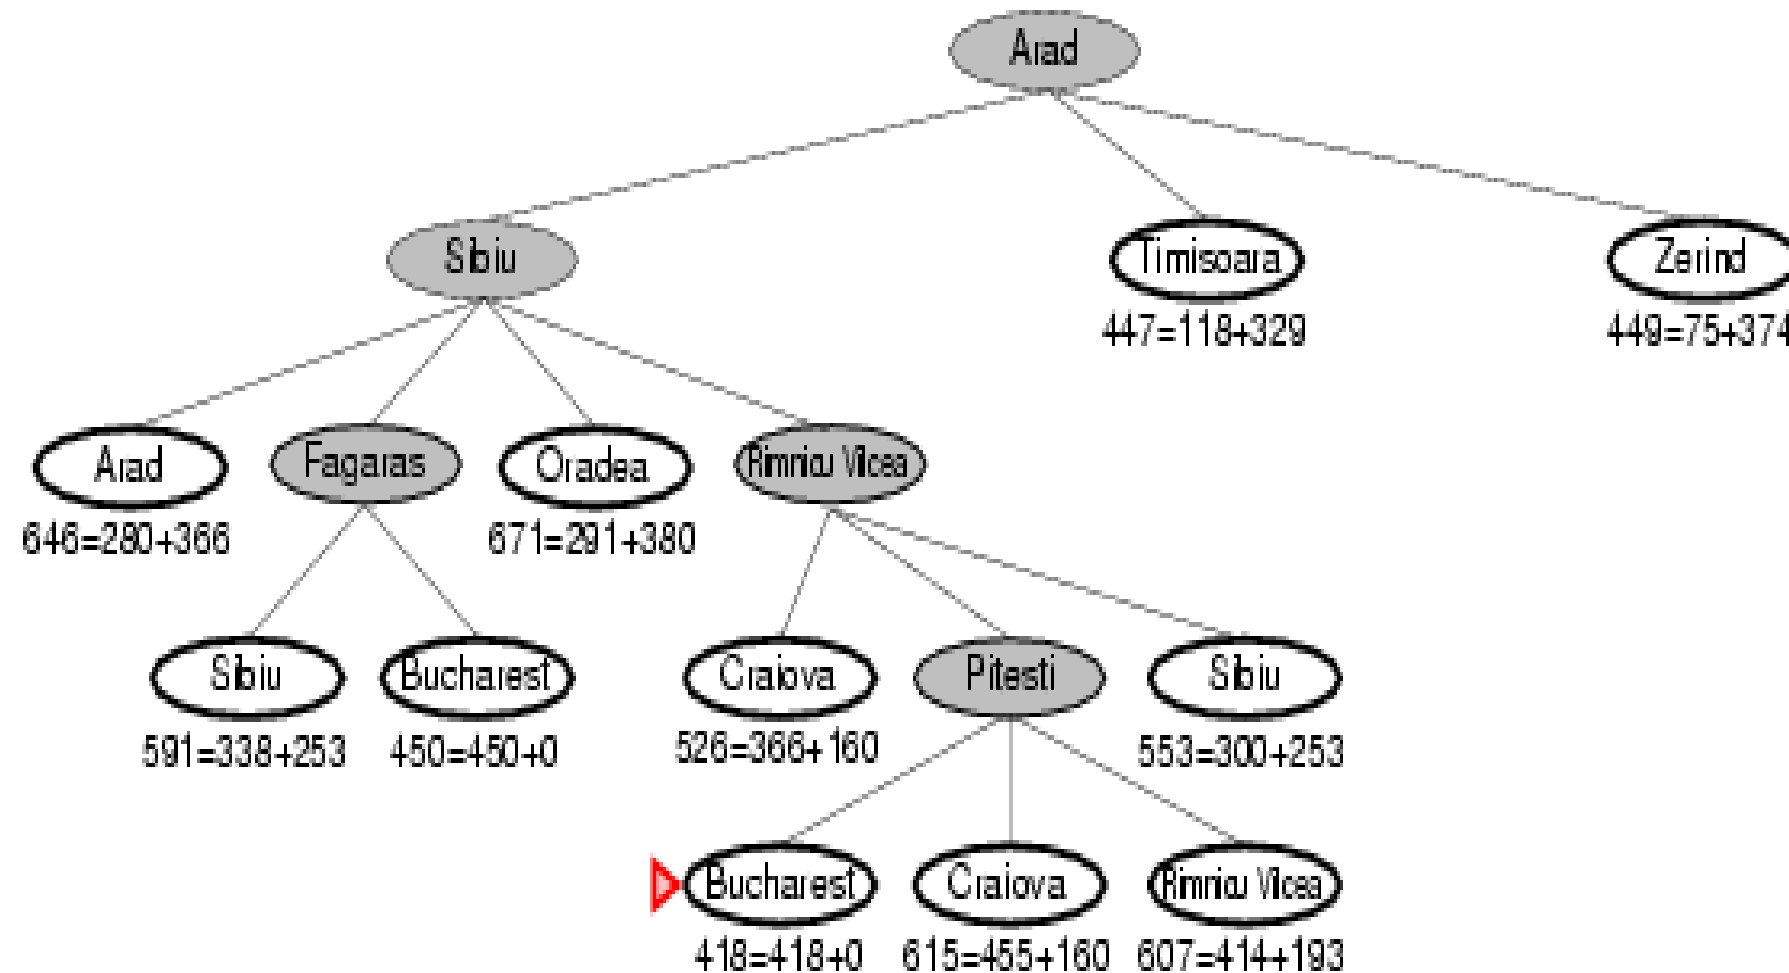 Arad
Sibiu
Timisoara
Zerind
447=118+329
449=75+374
Arad
Fagaras
Oradea
Rimnicu Vilcea
646=280+366
671=291+380
Sibiu
Bucharest
Craiova
Pitesti
Sibiu
591=338+253
450=450+0
526=366+160
553=300+253
Bucharest
Craiova
Rimnicu Vilcea
418=418+0
615=455+160
607=414+193